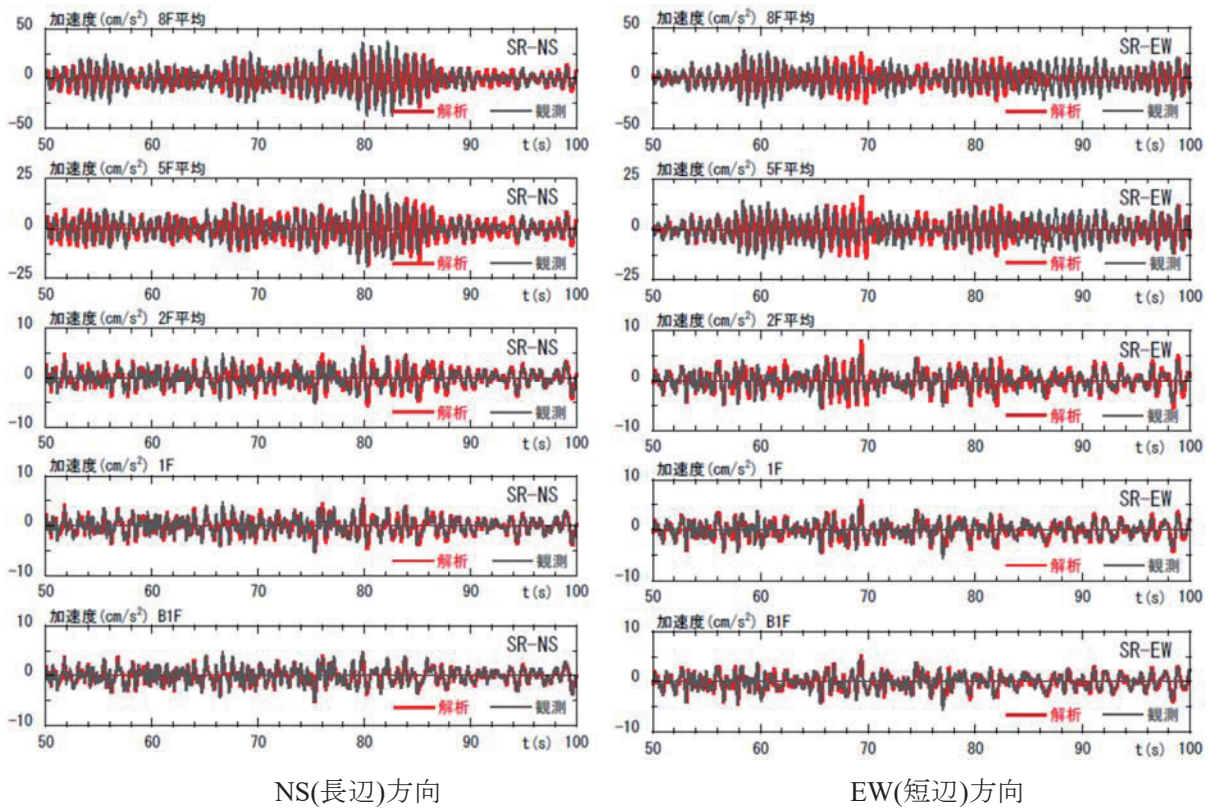 加速度(cm/s²) 8F平均
50
SR-NS
0
解析 観測
-50
50 60 70 80 90 t(s) 100
加速度(cm/s²) 5F平均
25
SR-NS
0
解析 観測
-25
50 60 70 80 90 t(s) 100
加速度(cm/s²) 2F平均
10
SR-NS
0
解析 観測
-10
50 60 70 80 90 t(s) 100
加速度(cm/s²) 1F
10
SR-NS
0
解析 観測
-10
50 60 70 80 90 t(s) 100
加速度(cm/s²) B1F
10
SR-NS
0
解析 観測
-10
50 60 70 80 90 t(s) 100
NS(長辺)方向
加速度(cm/s²) 8F平均
50
SR-EW
0
解析 観測
50
50 60 70 80 90 t(s) 100
加速度(cm/s²) 5F平均
25
SR-EW
0
解析 観測
-25
50 60 70 80 90 t(s) 100
加速度(cm/s²) 2F平均
10
SR-EW
0
解析 観測
-10
50 60 70 80 90 t(s) 100
加速度(cm/s²) 1F
10
SR-EW
0
解析 観測
-10
50 60 70 80 90 t(s) 100
加速度(cm/s²) B1F
10
SR-EW
0
解析 観測
-10
50 60 70 80 90 t(s) 100
EW(短辺)方向